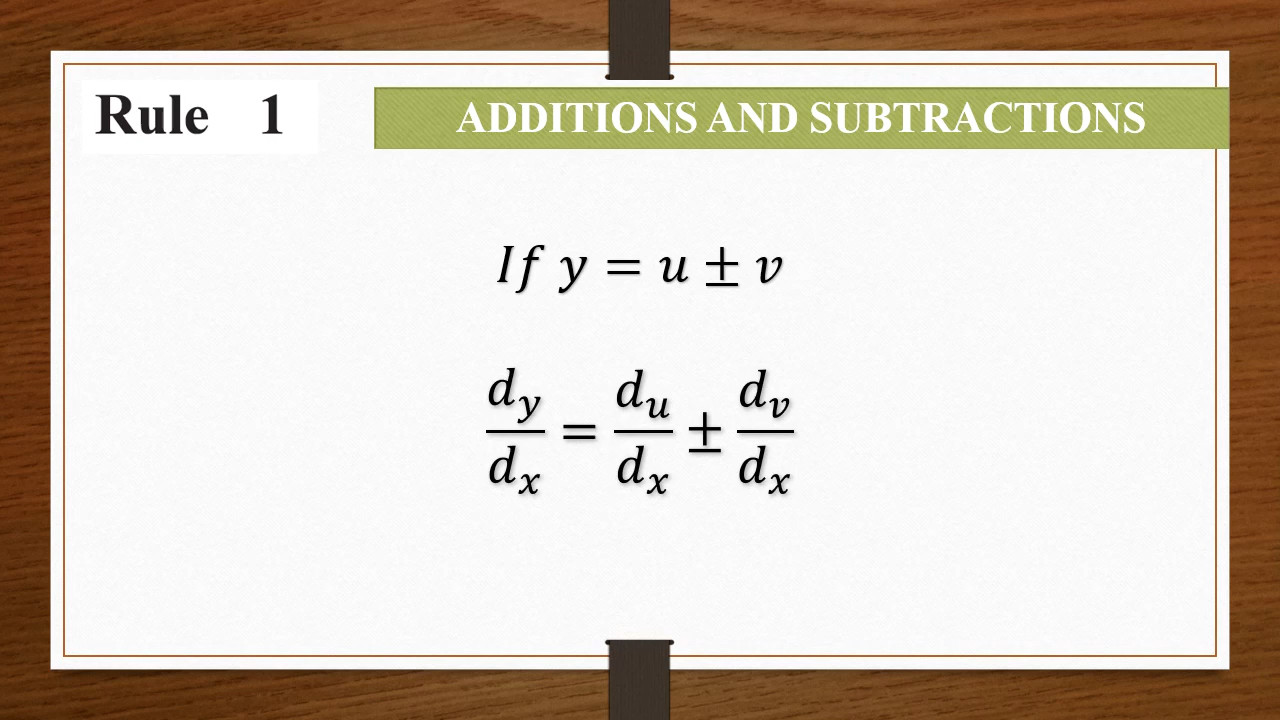 Rule 1
ADDITIONS AND SUBTRACTIONS
If y = u ± v
d_y/d_x = d_u/d_x ± d_v/d_x